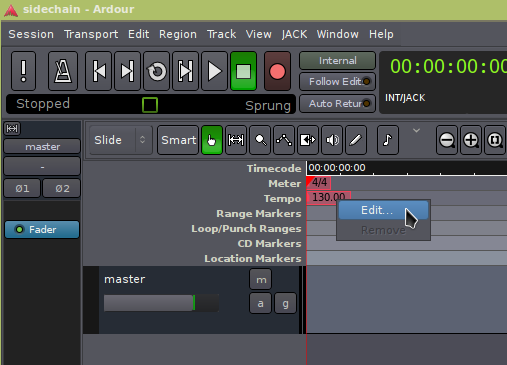 sidechain - Ardour
Session Transport Edit Region Track View JACK Window Help
Internal
Follow Edit
Auto Retur
00:00:00:00
INT/JACK
Stopped
Sprung
master
-
Ø1 Ø2
Fader
Slide
Smart
Timecode 00:00:00:00
Meter 4/4
Tempo 130.00
Edit...
Remove
Range Markers
Loop/Punch Ranges
CD Markers
Location Markers
master m
a g